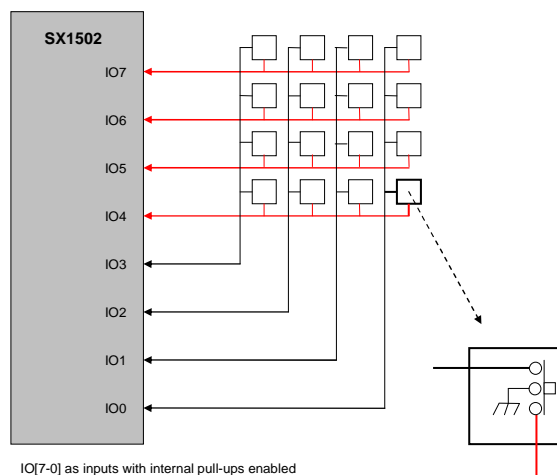 SX1502
IO7
IO6
IO5
IO4
IO3
IO2
IO1
IO0
IO[7-0] as inputs with internal pull-ups enabled